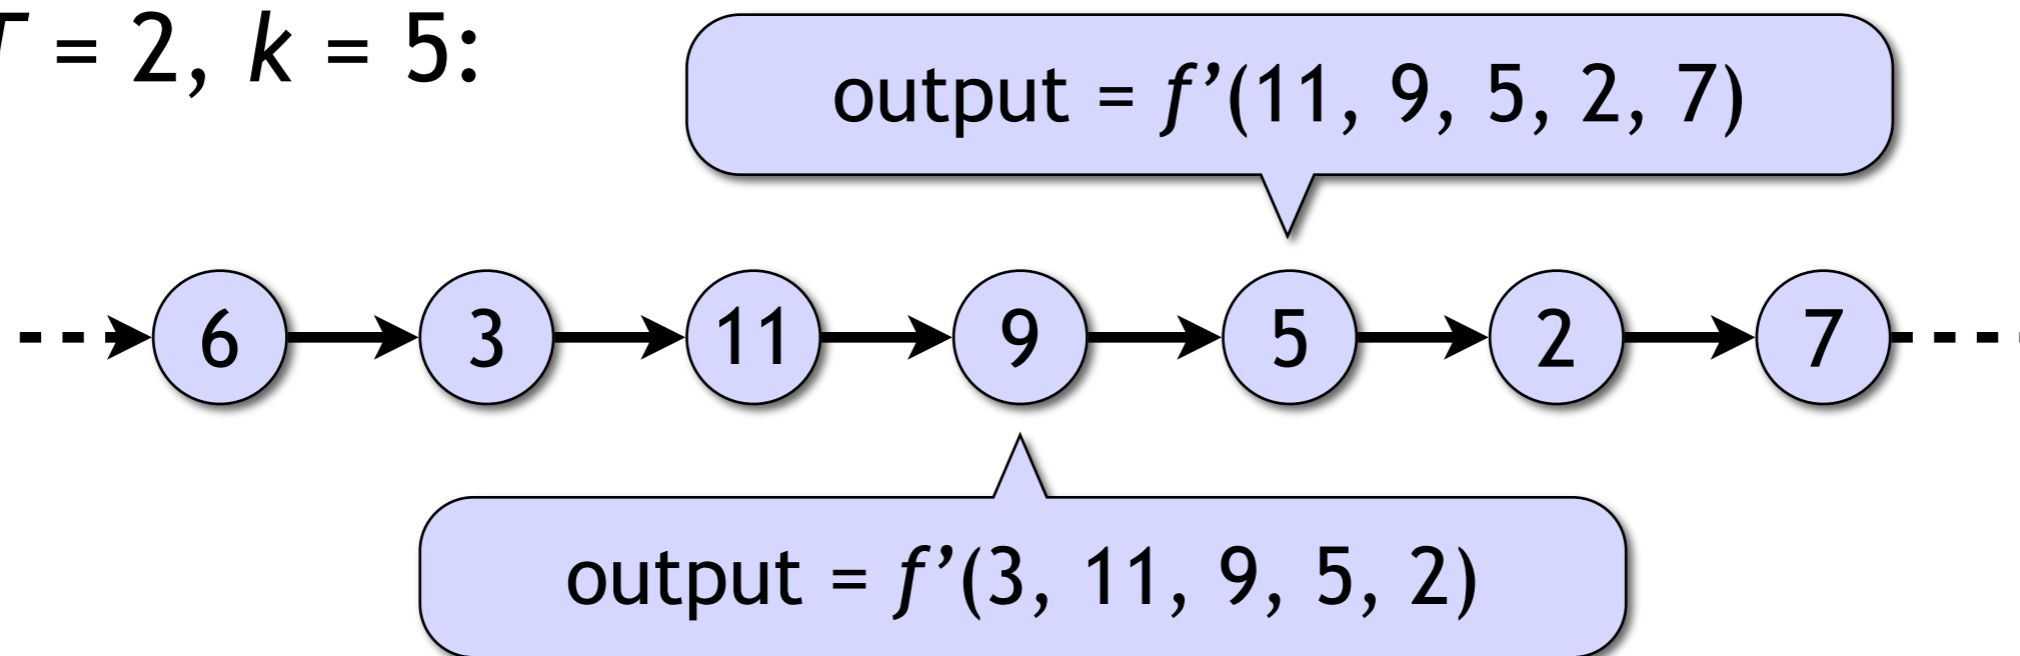 T = 2, k = 5:
output = f’(11, 9, 5, 2, 7)
6 3 11 9 5 2 7
output = f’(3, 11, 9, 5, 2)